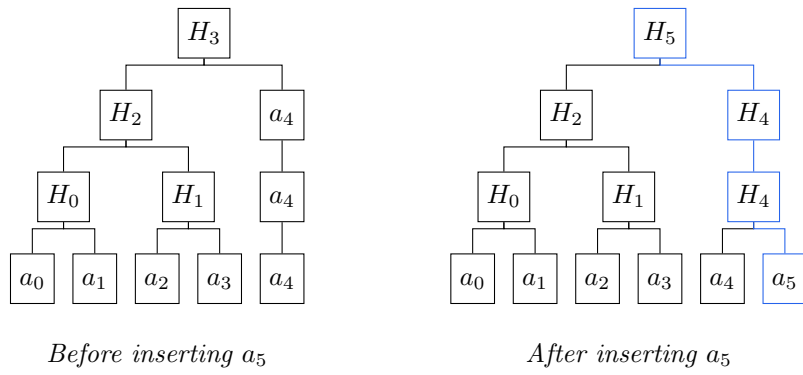 H₃
H₂ a₄
H₀ H₁ a₄
a₀ a₁ a₂ a₃ a₄
Before inserting a₅
H₅
H₂ H₄
H₀ H₁ H₄
a₀ a₁ a₂ a₃ a₄ a₅
After inserting a₅